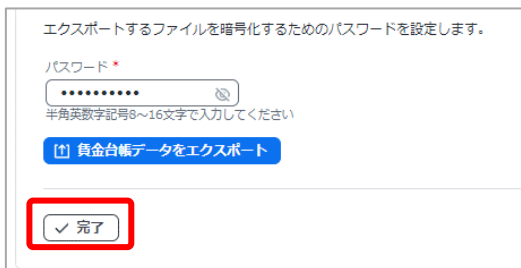 エクスポートするファイルを暗号化するためのパスワードを設定します。
パスワード *
••••••••••
半角英数字記号8～16文字で入力してください
賃金台帳データをエクスポート
完了